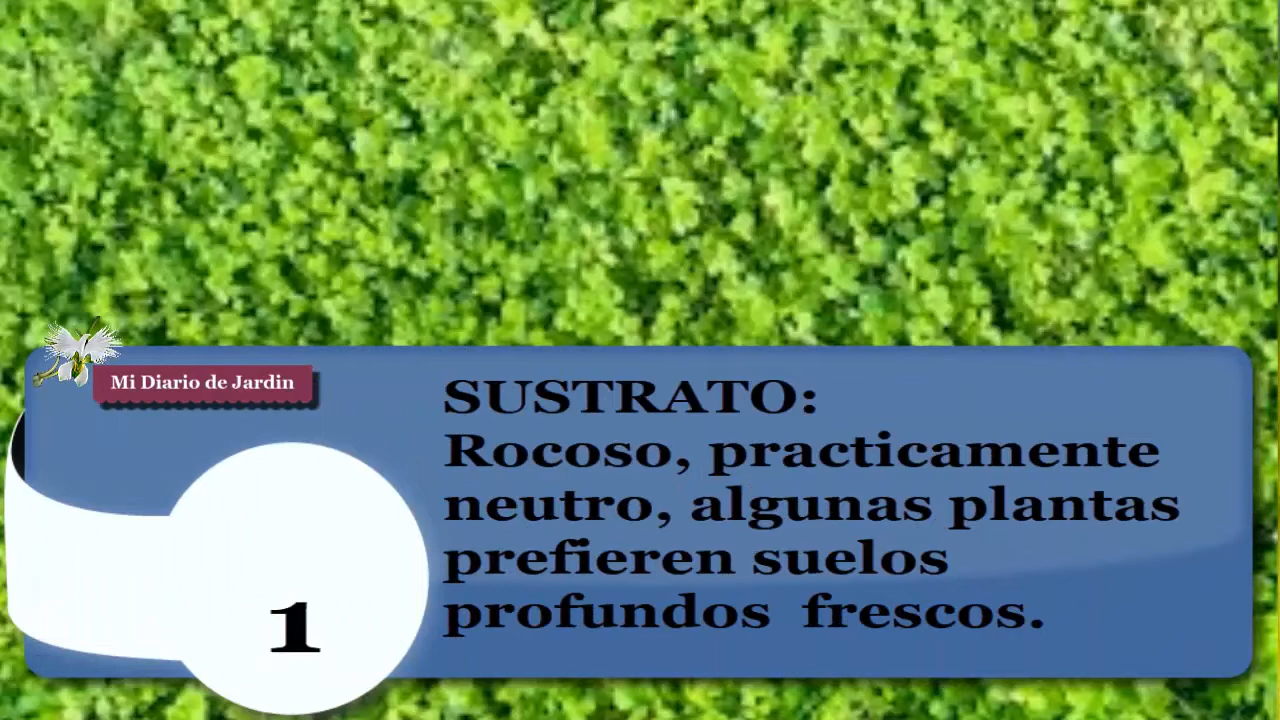 Mi Diario de Jardin
SUSTRATO:
Rocoso, practicamente
neutro, algunas plantas
prefieren suelos
profundos frescos.
1